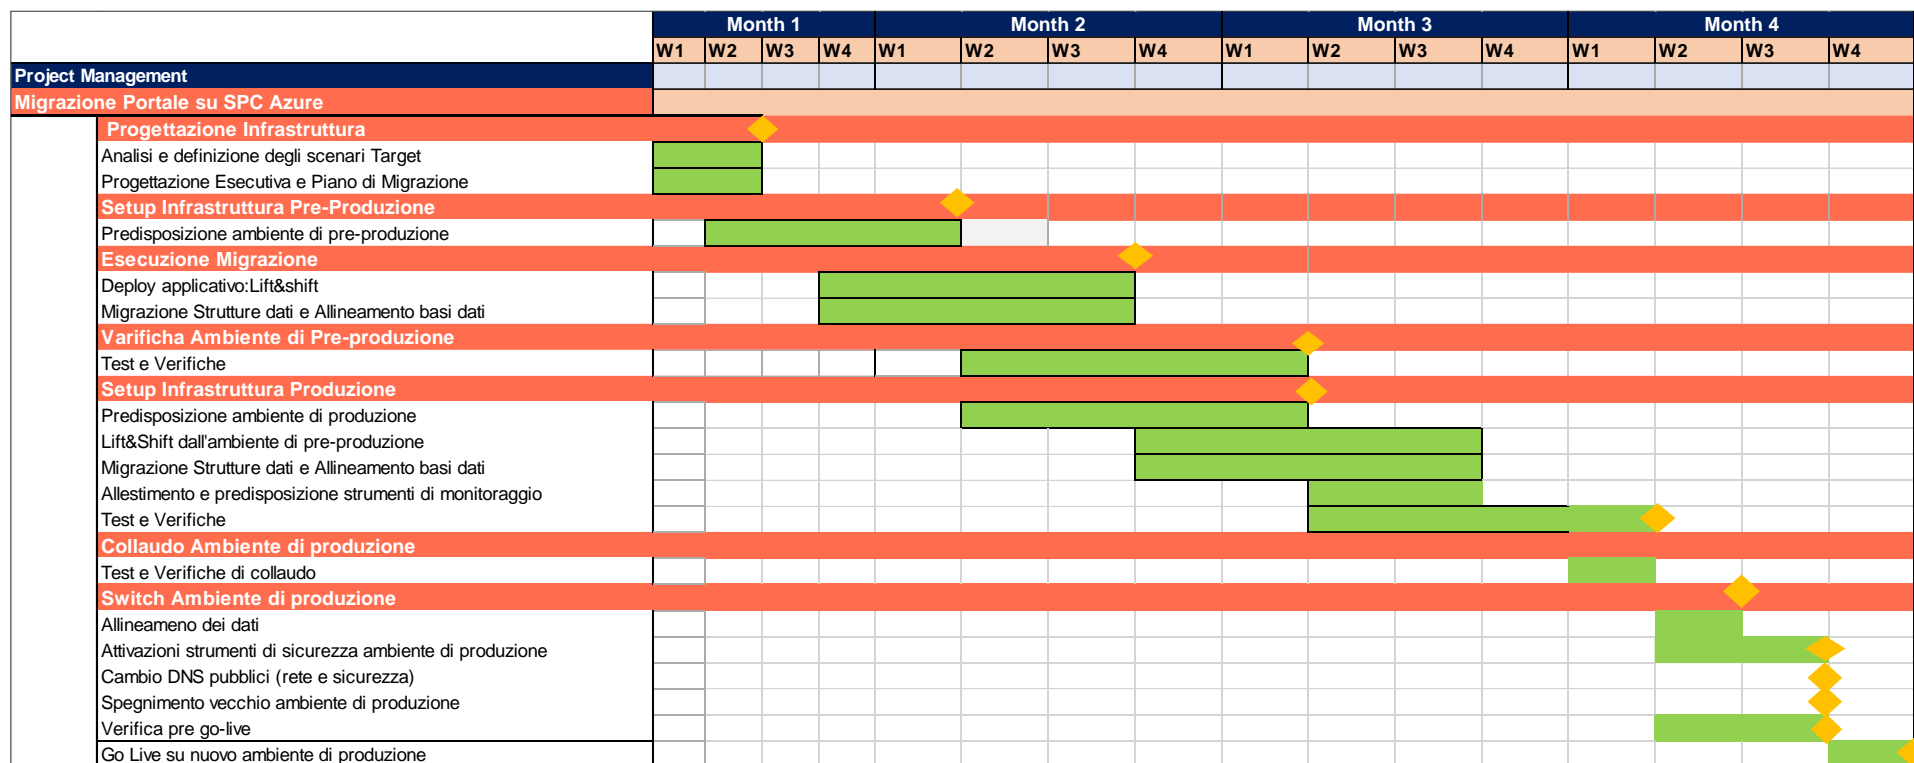 Month 1 Month 2 Month 3 Month 4
W1 W2 W3 W4 W1 W2 W3 W4 W1 W2 W3 W4 W1 W2 W3 W4
Project Management
Migrazione Portale su SPC Azure
Progettazione Infrastruttura
Analisi e definizione degli scenari Target
Progettazione Esecutiva e Piano di Migrazione
Setup Infrastruttura Pre-Produzione
Predisposizione ambiente di pre-produzione
Esecuzione Migrazione
Deploy applicativo:Lift&shift
Migrazione Strutture dati e Allineamento basi dati
Varificha Ambiente di Pre-produzione
Test e Verifiche
Setup Infrastruttura Produzione
Predisposizione ambiente di produzione
Lift&Shift dall'ambiente di pre-produzione
Migrazione Strutture dati e Allineamento basi dati
Allestimento e predisposizione strumenti di monitoraggio
Test e Verifiche
Collaudo Ambiente di produzione
Test e Verifiche di collaudo
Switch Ambiente di produzione
Allineameno dei dati
Attivazioni strumenti di sicurezza ambiente di produzione
Cambio DNS pubblici (rete e sicurezza)
Spegnimento vecchio ambiente di produzione
Verifica pre go-live
Go Live su nuovo ambiente di produzione